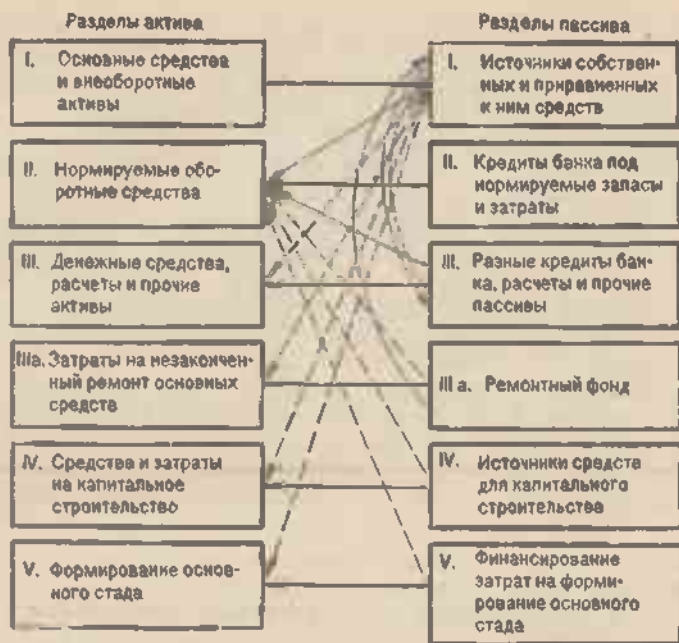 Разделы актива
I. Основные средства
и внеоборотные
активы
II. Нормируемые обо-
ротные средства
III. Денежные средства,
расчеты и прочие
активы
IIIа. Затраты на незакончен-
ный ремонт основных
средств
IV. Средства и затраты
на капитальное
строительство
V. Формирование основ-
ного стада
Разделы пассива
I. Источники собствен-
ных и приравненных
к ним средств
II. Кредиты банка под
нормируемые запасы
и затраты
III. Разные кредиты бан-
ка, расчеты и прочие
пассивы
III а. Ремонтный фонд
IV. Источники средств
для капитального
строительства
V. Финансирование
затрат на форми-
рование основного
стада